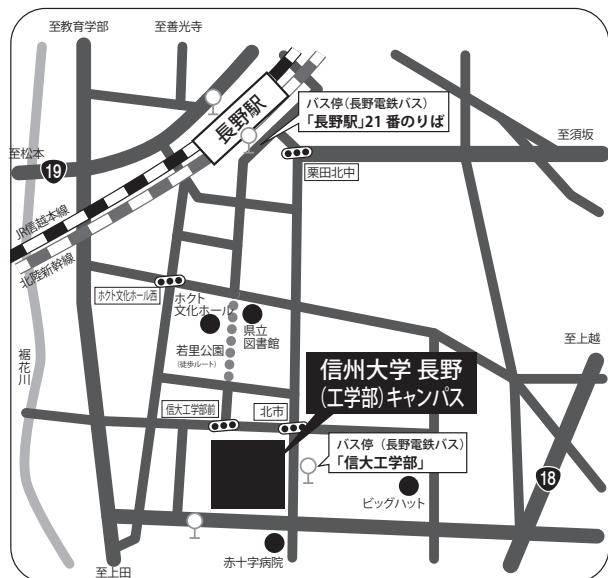 至教育学部
至善光寺
長野駅
バス停（長野電鉄バス）
「長野駅」21 番のりば
至松本
19
至須坂
栗田北中
JR信越本線
北陸新幹線
ホクト文化ホール西
ホクト
文化ホール
県立
図書館
若里公園
（徒歩ルート）
至上越
裾花川
信州大学 長野
（工学部）キャンパス
信大工学部前
北市
バス停 （長野電鉄バス）
「信大工学部」
18
ビッグハット
赤十字病院
至上田